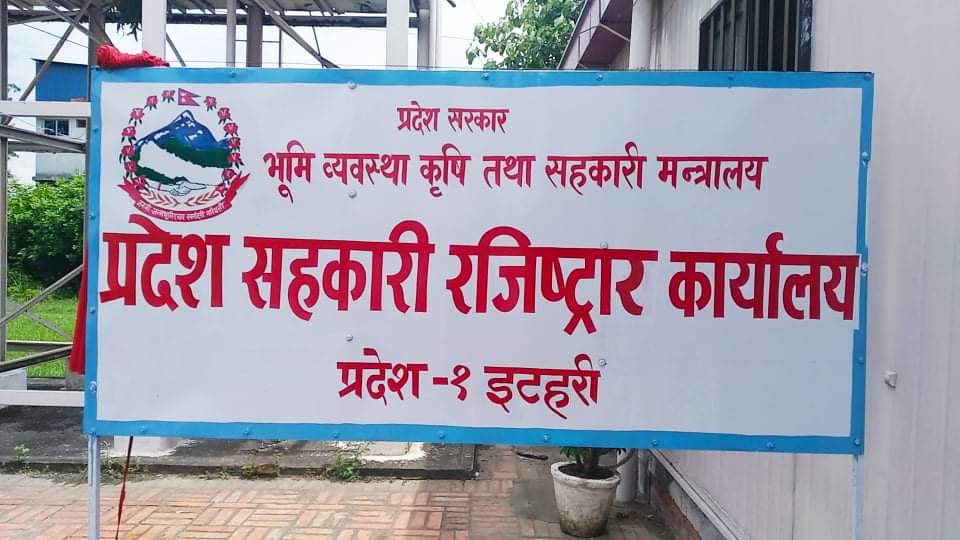 प्रदेश सरकार
भूमि व्यवस्था कृषि तथा सहकारी मन्त्रालय
प्रदेश सहकारी रजिष्ट्रार कार्यालय
प्रदेश -१ इटहरी